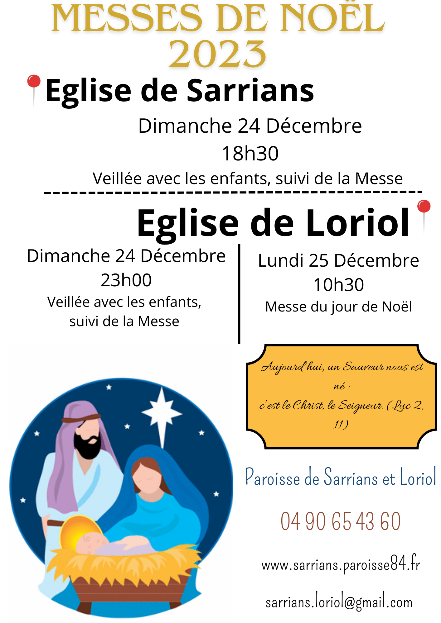 MESSES DE NOËL
2023
Eglise de Sarrians
Dimanche 24 Décembre
18h30
Veillée avec les enfants, suivi de la Messe
Eglise de Loriol
Dimanche 24 Décembre
23h00
Veillée avec les enfants,
suivi de la Messe
Lundi 25 Décembre
10h30
Messe du jour de Noël
Aujourd'hui, un Sauveur nous est
né :
c'est le Christ, le Seigneur. (Luc 2,
11)
Paroisse de Sarrians et Loriol
04 90 65 43 60
www.sarrians.paroisse84.fr
sarrians.loriol@gmail.com